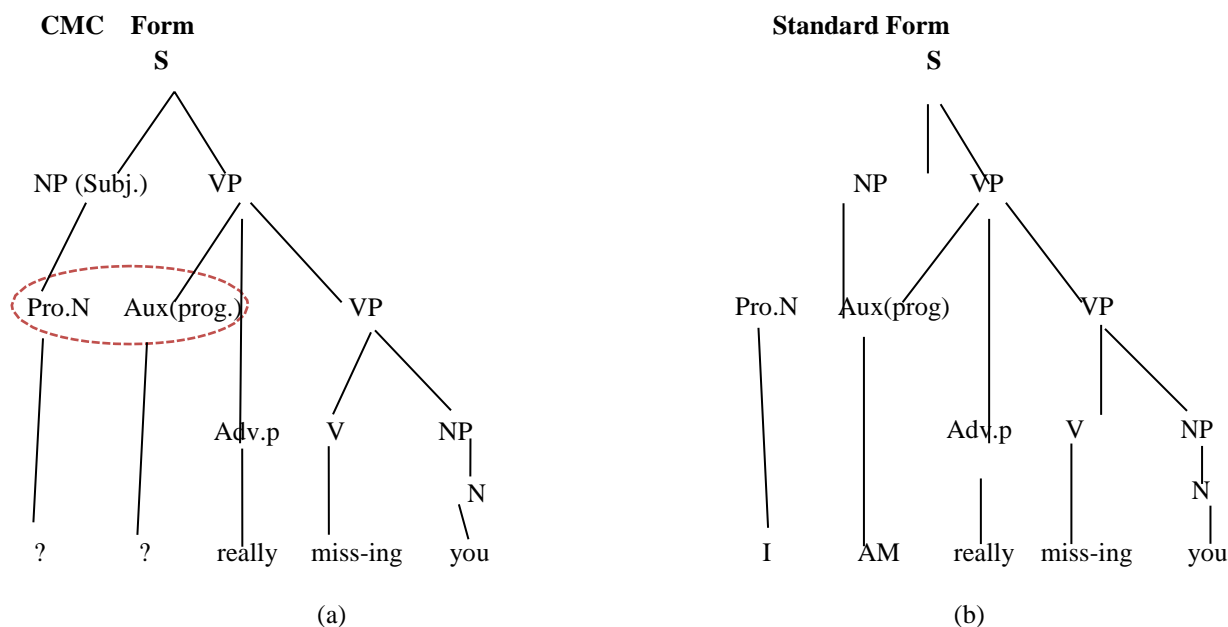 CMC Form Standard Form
S S
NP (Subj.) VP NP VP
Pro.N Aux(prog.) VP Pro.N Aux(prog) VP
Adv.p V NP Adv.p V NP
N N
? ? really miss-ing you I AM really miss-ing you
(a) (b)